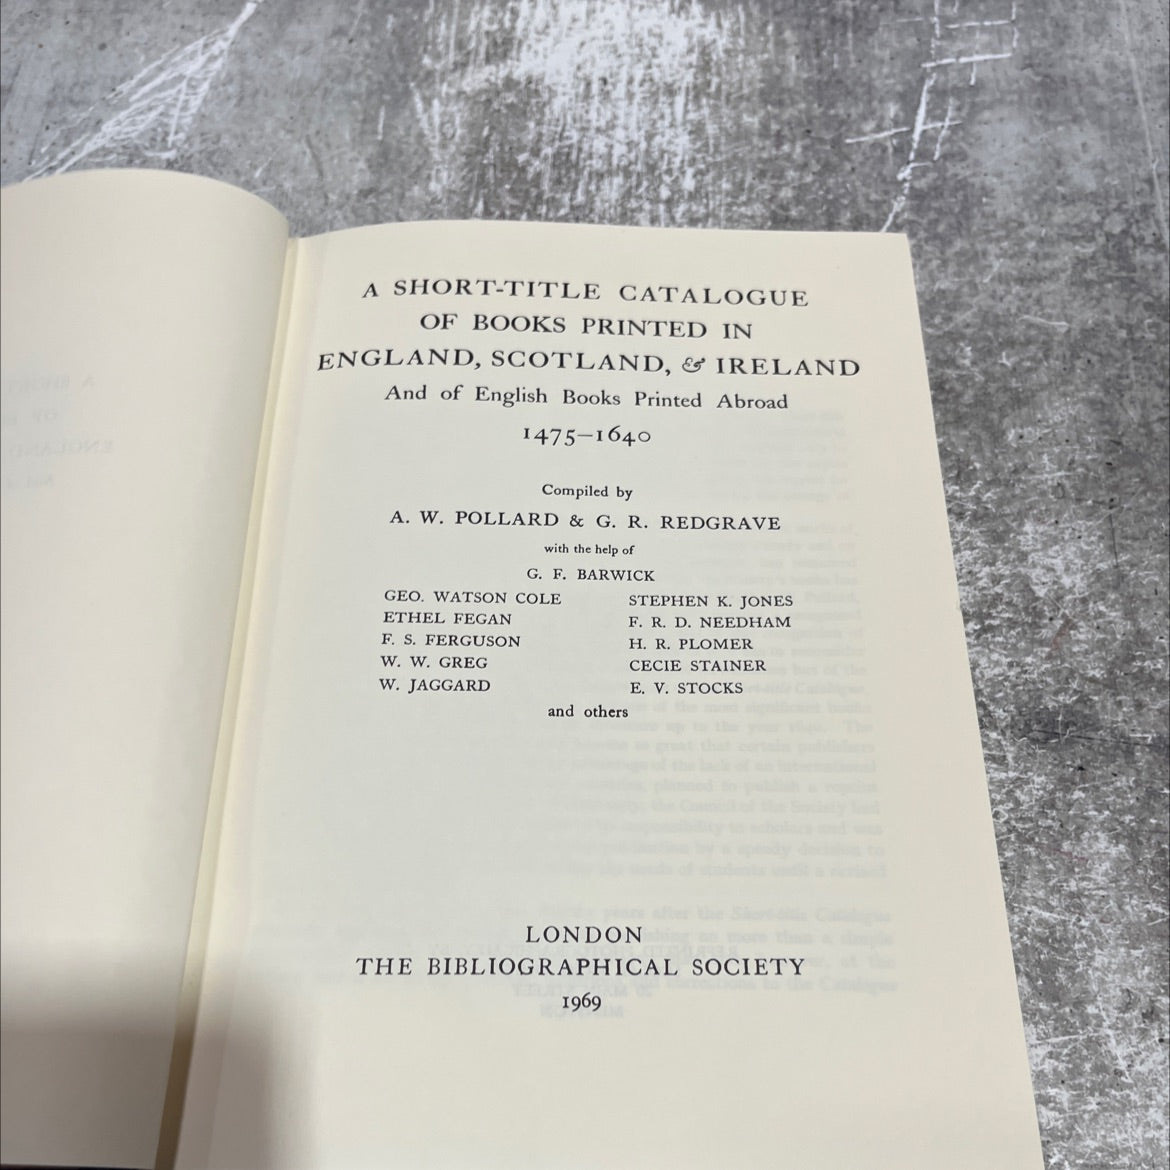 A SHORT-TITLE CATALOGUE
OF BOOKS PRINTED IN
ENGLAND, SCOTLAND, & IRELAND
And of English Books Printed Abroad
1475–1640
Compiled by
A. W. POLLARD & G. R. REDGRAVE
with the help of
G. F. BARWICK
GEO. WATSON COLE
ETHEL FEGAN
F. S. FERGUSON
W. W. GREG
W. JAGGARD
STEPHEN K. JONES
F. R. D. NEEDHAM
H. R. PLOMER
CECIE STAINER
E. V. STOCKS
and others
LONDON
THE BIBLIOGRAPHICAL SOCIETY
1969